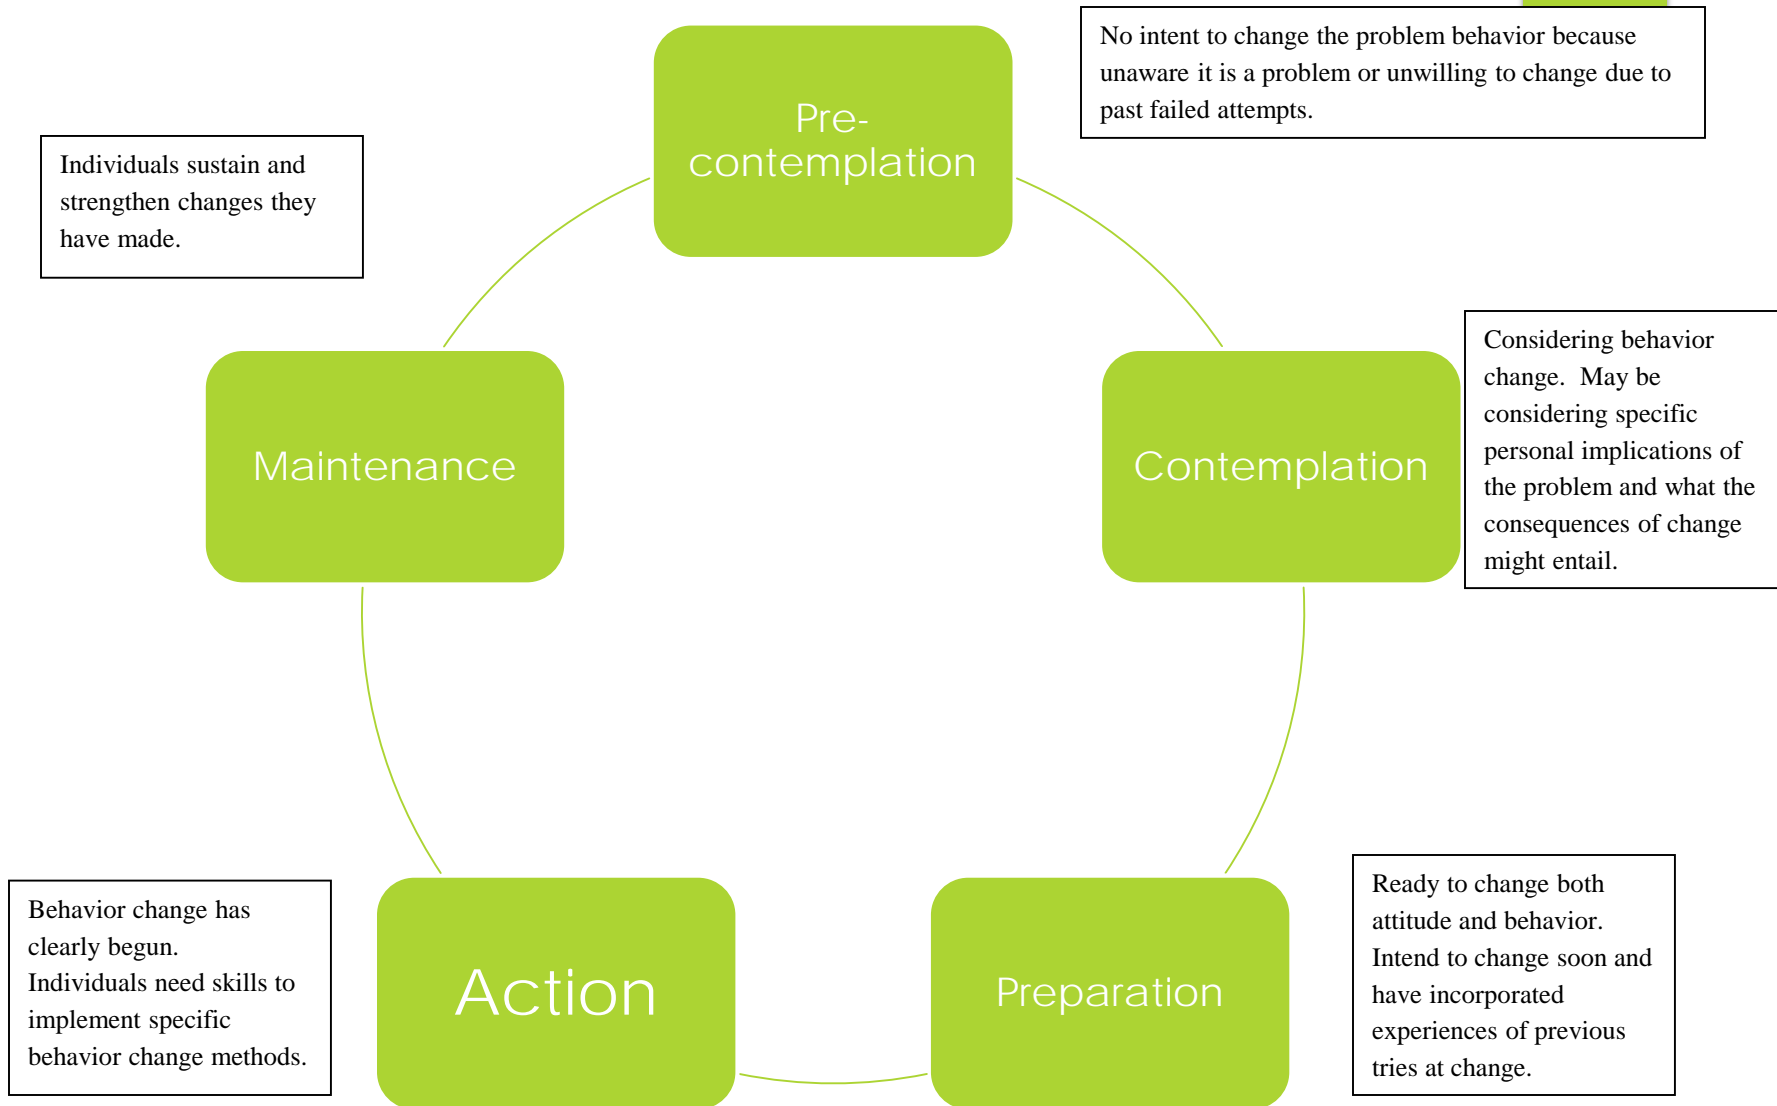 Pre-
contemplation
No intent to change the problem behavior because
unaware it is a problem or unwilling to change due to
past failed attempts.
Contemplation
Considering behavior
change.  May be
considering specific
personal implications of
the problem and what the
consequences of change
might entail.
Preparation
Ready to change both
attitude and behavior.
Intend to change soon and
have incorporated
experiences of previous
tries at change.
Action
Behavior change has
clearly begun.
Individuals need skills to
implement specific
behavior change methods.
Maintenance
Individuals sustain and
strengthen changes they
have made.